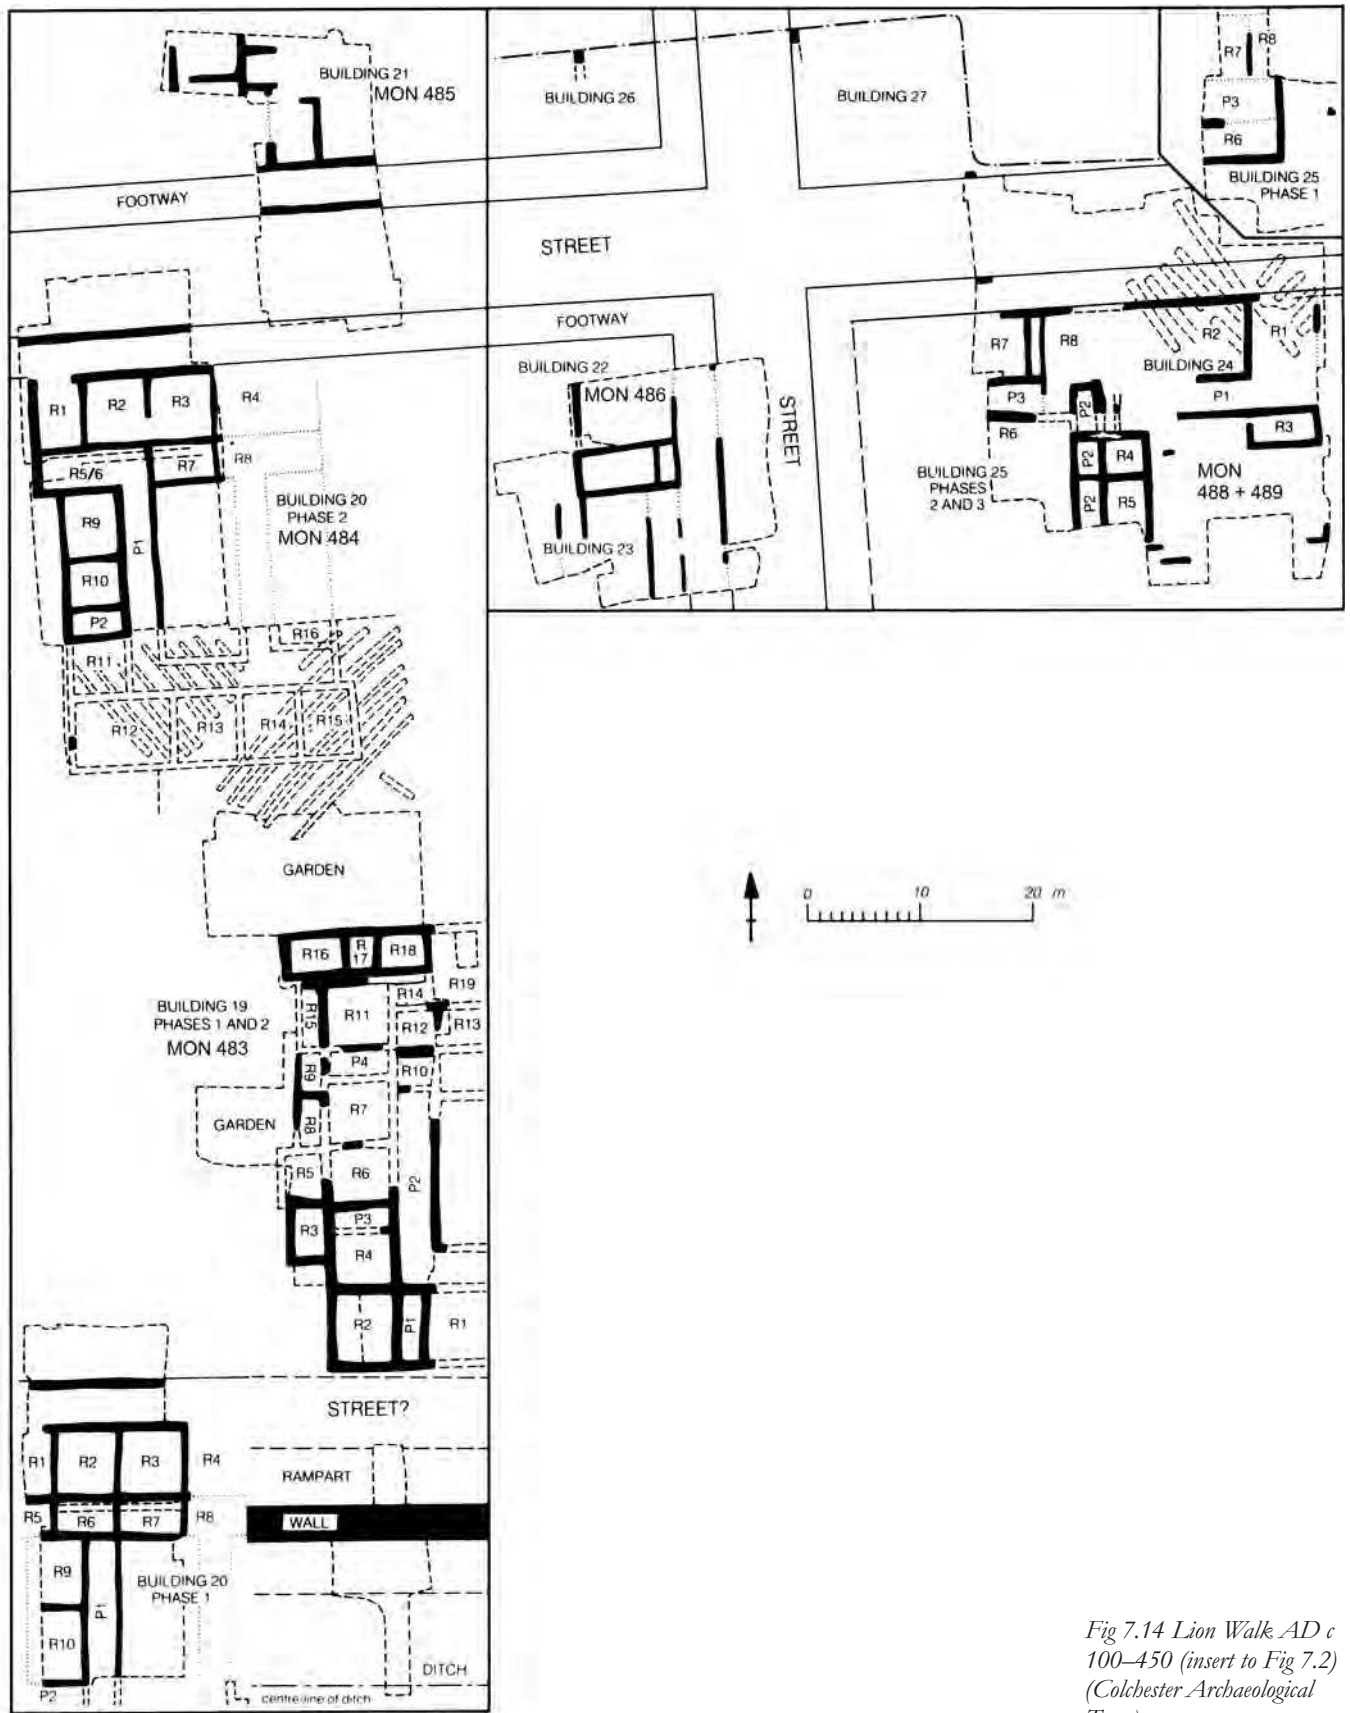 BUILDING 21
MON 485
FOOTWAY
BUILDING 26
BUILDING 27
STREET
R7
R8
P3
R6
BUILDING 25
PHASE 1
FOOTWAY
BUILDING 22
MON 486
BUILDING 23
STREET
R7
R8
P3
R6
P2
P2
P2
R4
R5
R2
R1
BUILDING 24
P1
R3
BUILDING 25
PHASES
2 AND 3
MON
488 + 489
R1
R2
R3
R4
R5/6
R7
R8
R9
P1
R10
P2
BUILDING 20
PHASE 2
MON 484
R11
R16
R12
R13
R14
R15
GARDEN
0 10 20 m
R16
R
17
R18
R19
R15
R11
R14
R12
R13
BUILDING 19
PHASES 1 AND 2
MON 483
R9
P4
R10
GARDEN
R8
R7
R5
R6
P2
R3
P3
R4
R2
P1
R1
STREET?
R1
R2
R3
R4
RAMPART
R5
R6
R7
R8
WALL
R9
P1
BUILDING 20
PHASE 1
R10
P2
DITCH
centre-line of ditch
Fig 7.14 Lion Walk AD c
100–450 (insert to Fig 7.2)
(Colchester Archaeological